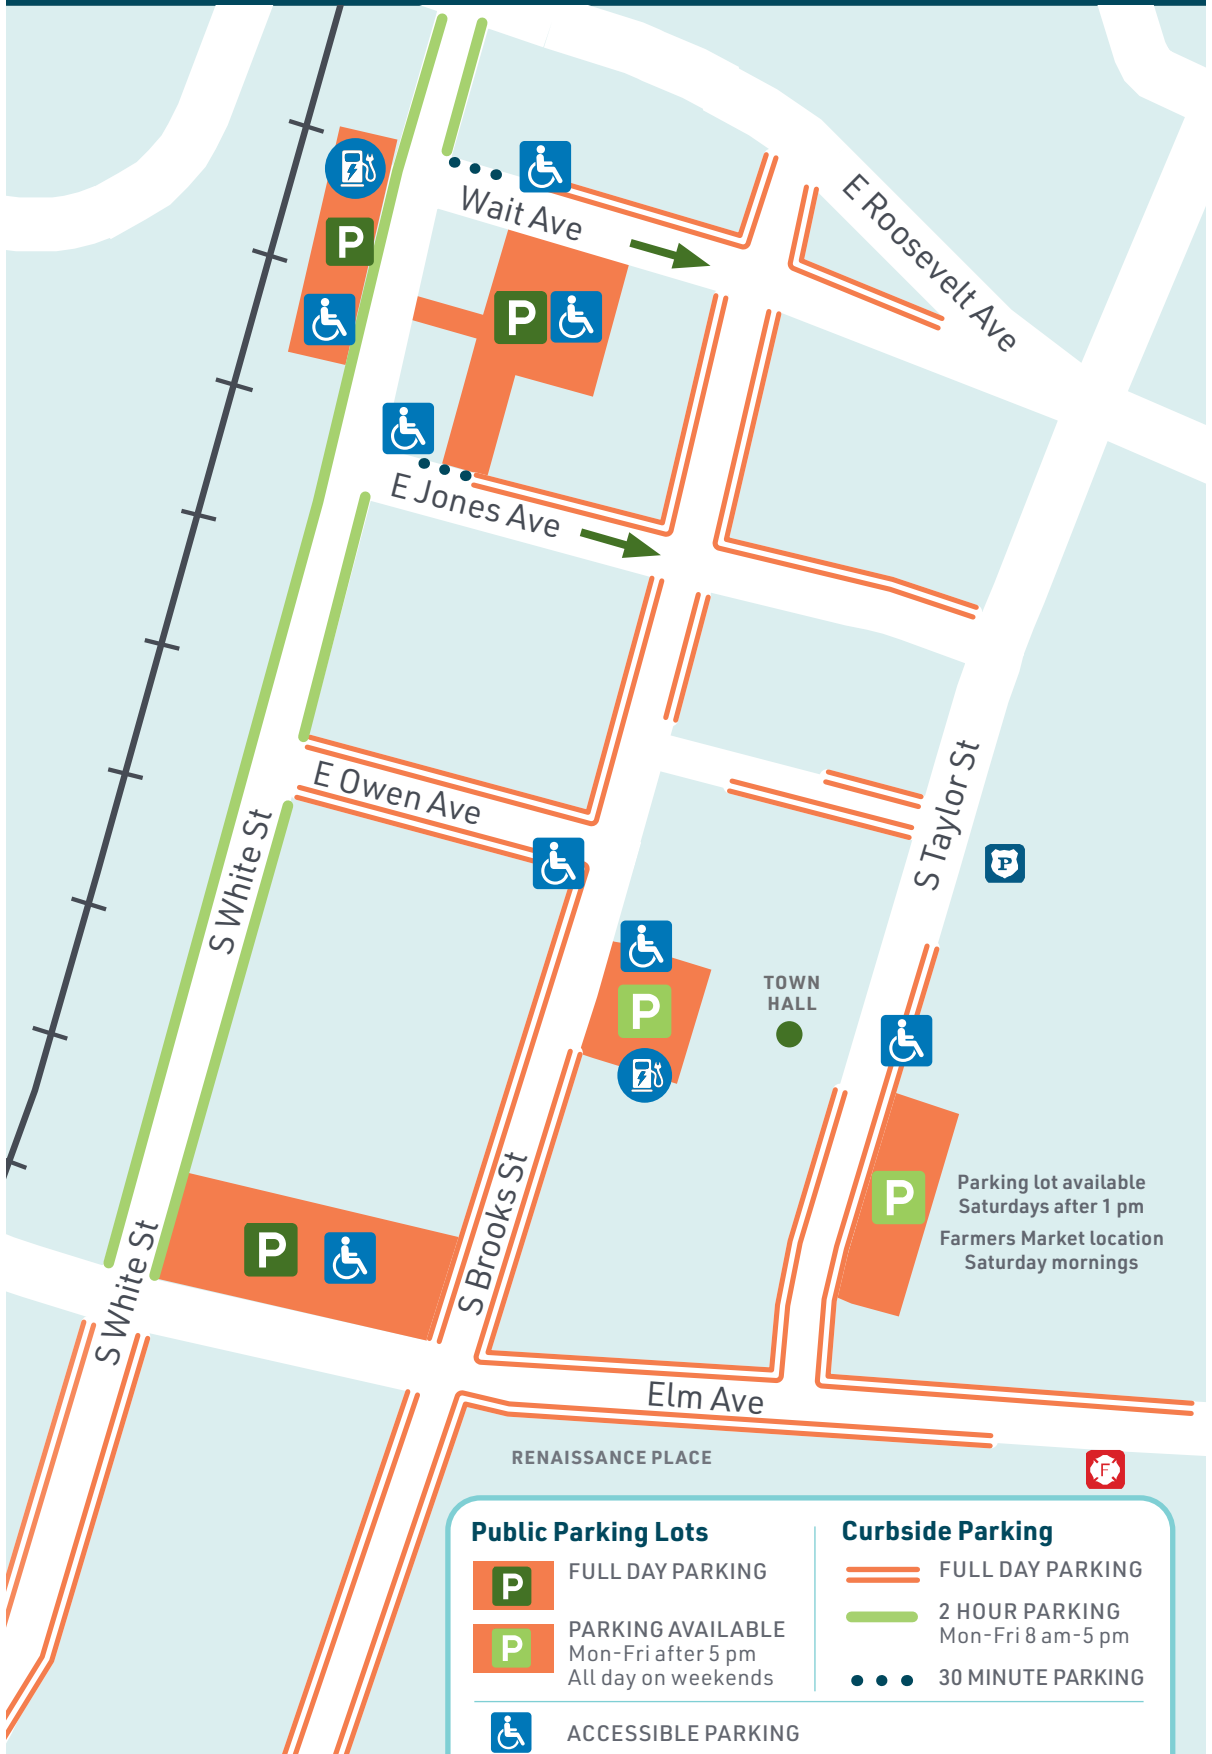 Wait Ave
E Roosevelt Ave
P
P
E Jones Ave
E Owen Ave
S White St
S Taylor St
P
TOWN
HALL
P
S Brooks St
P
Parking lot available
Saturdays after 1 pm
Farmers Market location
Saturday mornings
P
S White St
Elm Ave
RENAISSANCE PLACE
F
Public Parking Lots
P
FULL DAY PARKING
P
PARKING AVAILABLE
Mon-Fri after 5 pm
All day on weekends
Curbside Parking
FULL DAY PARKING
2 HOUR PARKING
Mon-Fri 8 am-5 pm
30 MINUTE PARKING
ACCESSIBLE PARKING